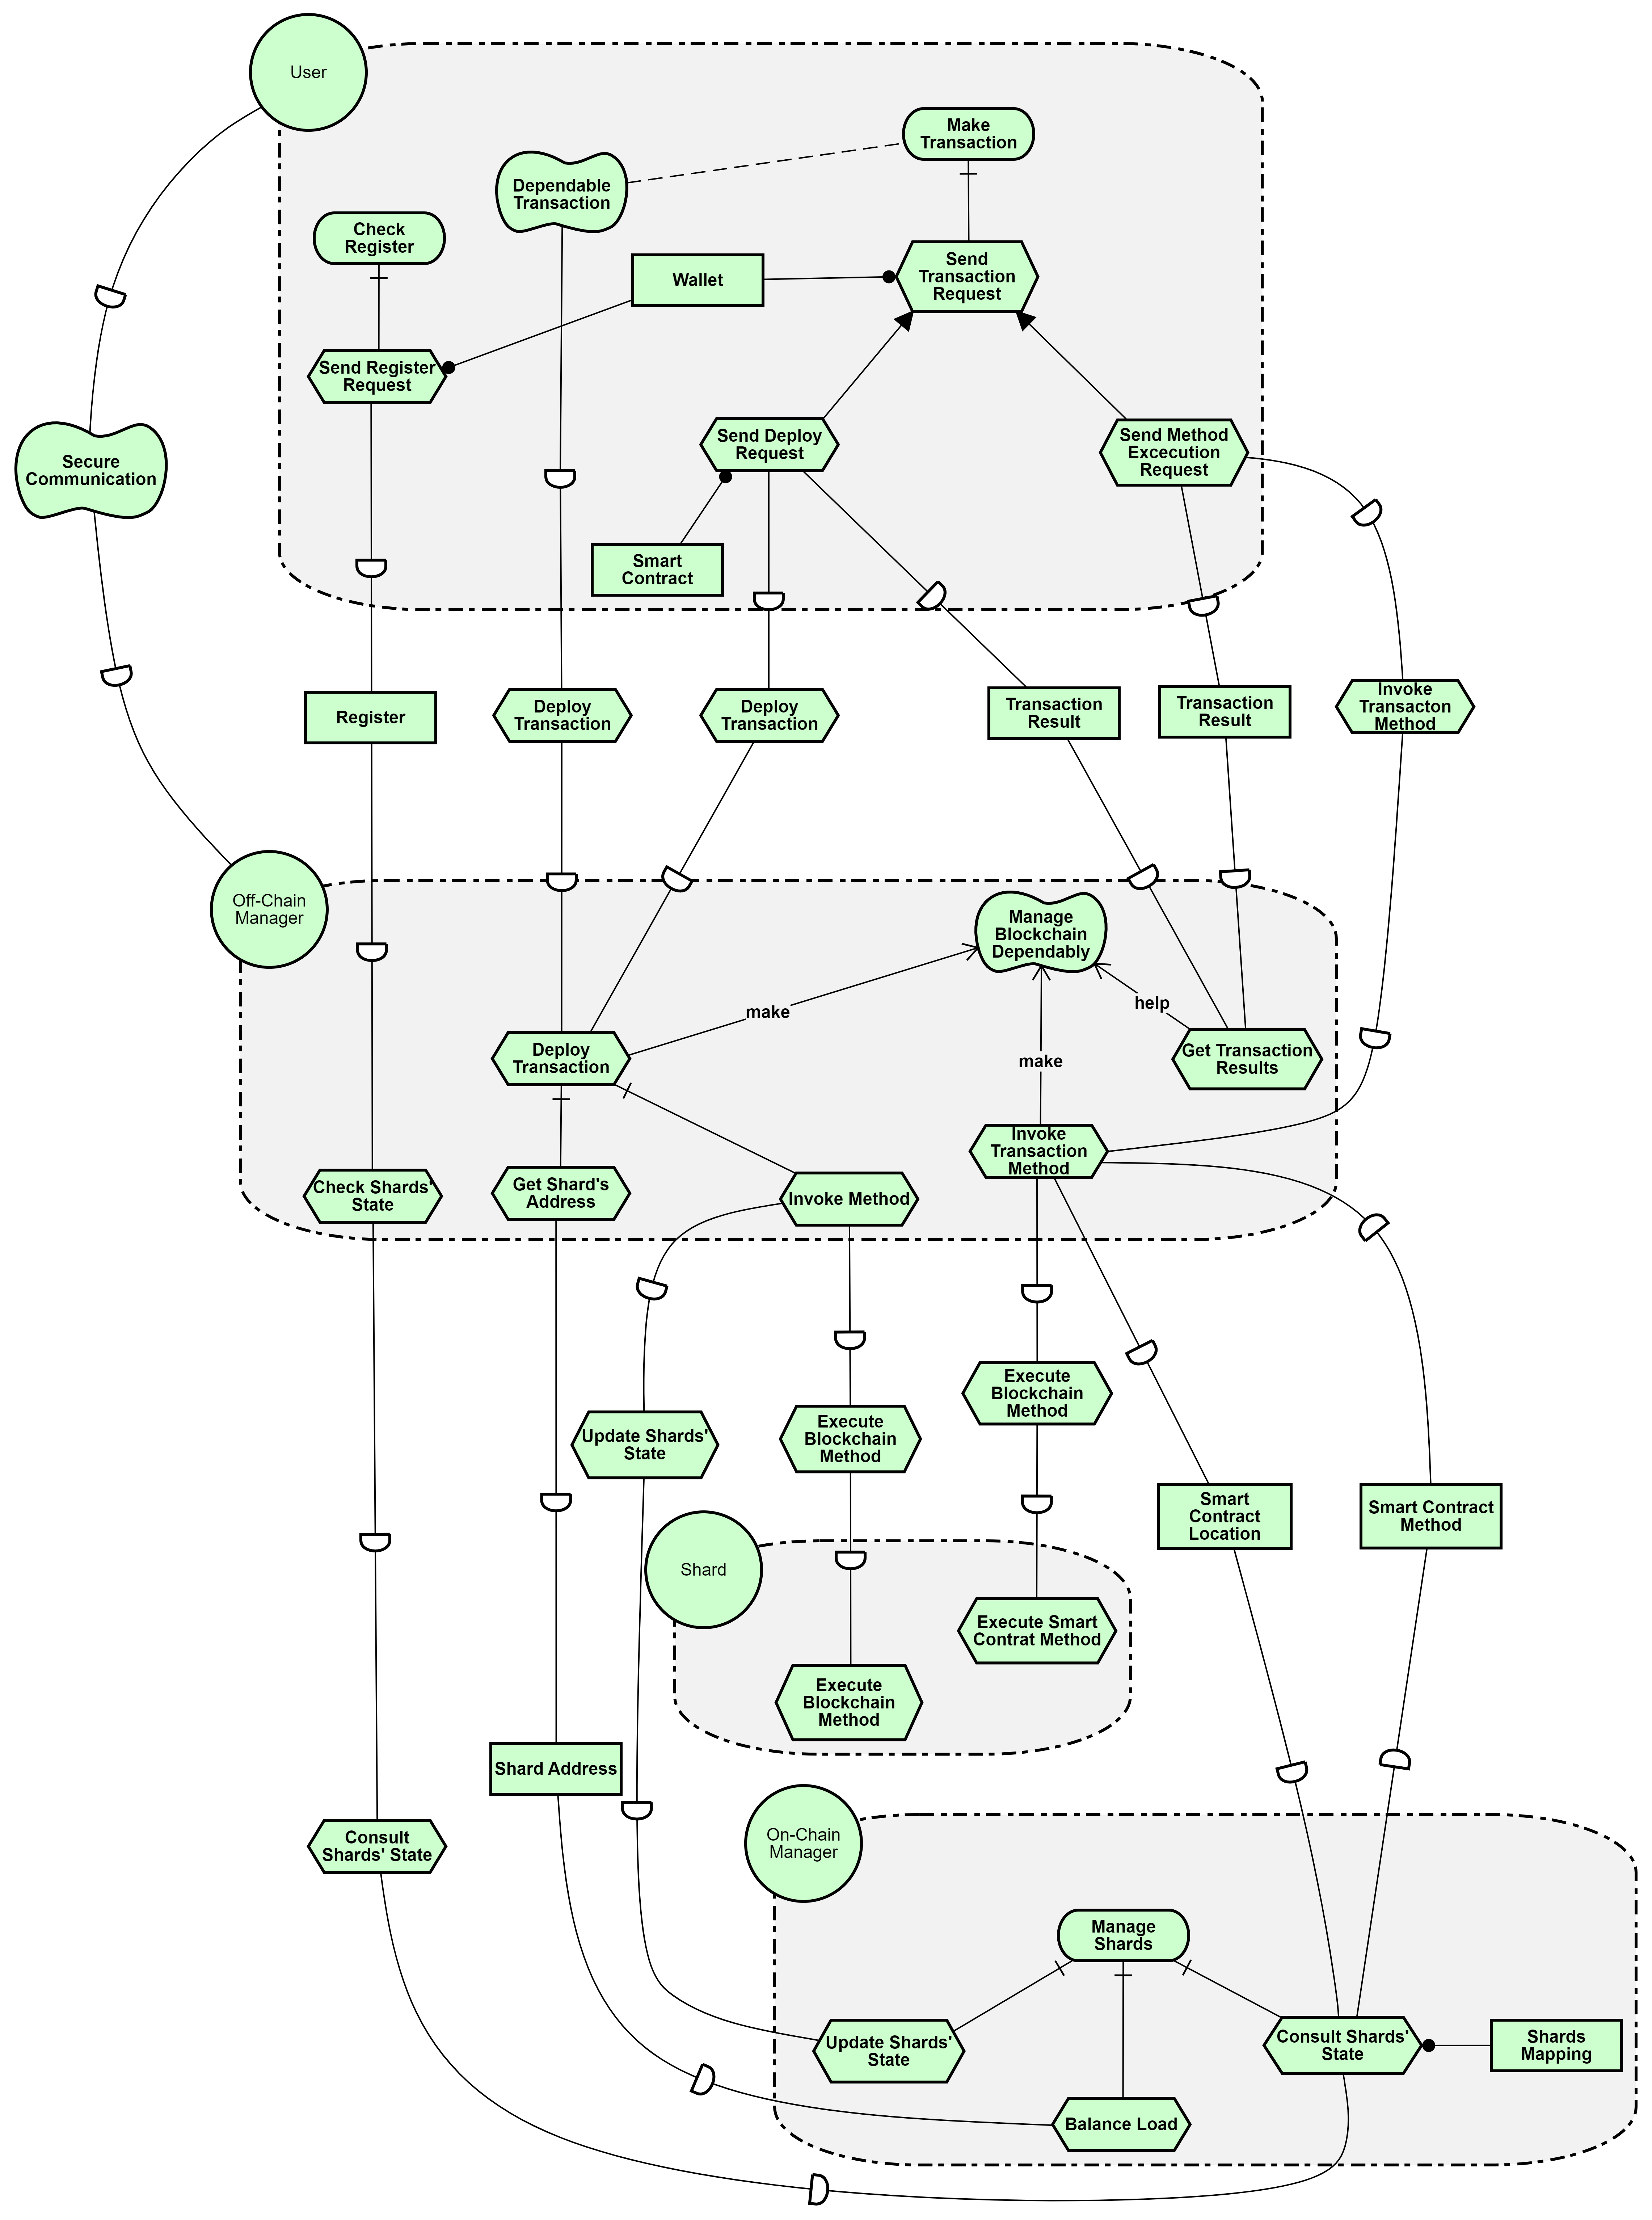 User
Make
Transaction
Dependable
Transaction
Check
Register
Wallet
Send
Transaction
Request
Send Register
Request
Send Deploy
Request
Send Method
Excecution
Request
Secure
Communication
Smart
Contract
Register
Deploy
Transaction
Deploy
Transaction
Transaction
Result
Transaction
Result
Invoke
Transacton
Method
Off-Chain
Manager
Manage
Blockchain
Dependably
make
help
make
Deploy
Transaction
Get Transaction
Results
Invoke
Transaction
Method
Check Shards'
State
Get Shard's
Address
Invoke Method
Execute
Blockchain
Method
Update Shards'
State
Execute
Blockchain
Method
Smart
Contract
Location
Smart Contract
Method
Shard
Execute Smart
Contrat Method
Execute
Blockchain
Method
Shard Address
Consult
Shards' State
On-Chain
Manager
Manage
Shards
Update Shards'
State
Consult Shards'
State
Shards
Mapping
Balance Load